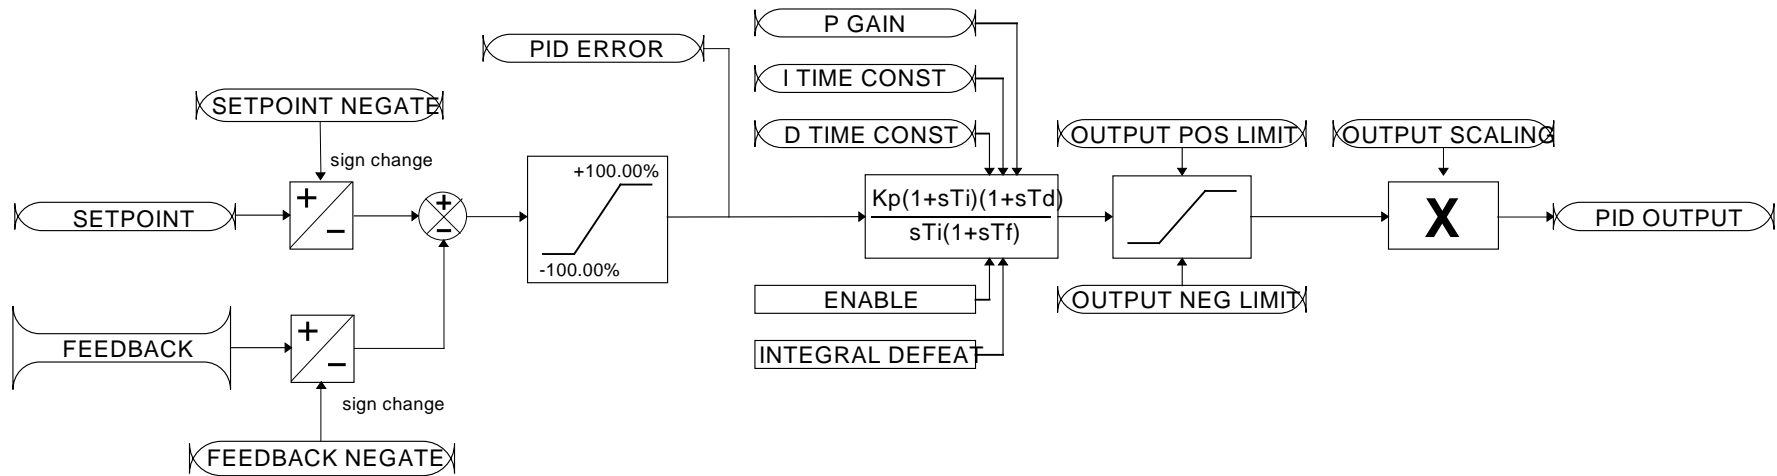 P GAIN
PID ERROR
I TIME CONST
SETPOINT NEGATE
D TIME CONST
OUTPUT POS LIMIT
OUTPUT SCALING
sign change
+100.00%
+
+
Kp(1+sTi)(1+sTd)
SETPOINT
−
−
sTi(1+sTf)
X
PID OUTPUT
-100.00%
ENABLE
OUTPUT NEG LIMIT
+
FEEDBACK
−
INTEGRAL DEFEAT
sign change
FEEDBACK NEGATE